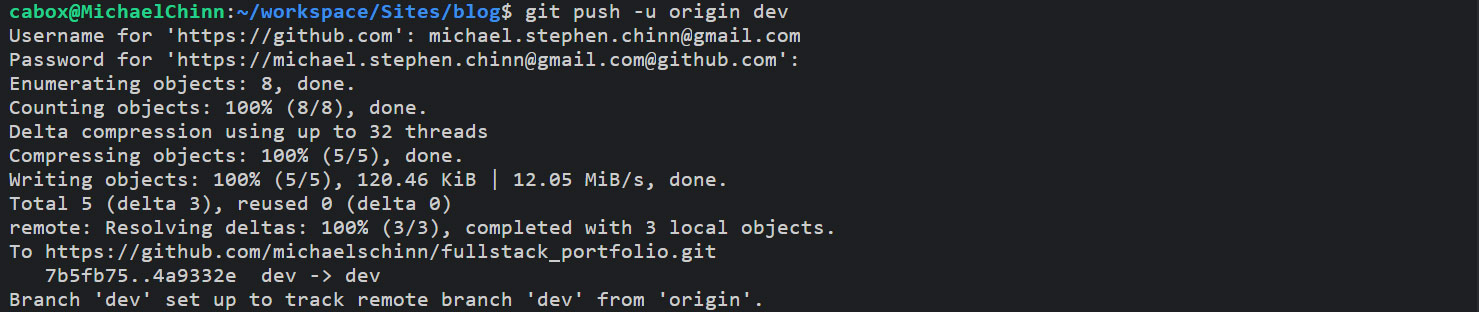 cabox@MichaelChinn:~/workspace/Sites/blog$ git push -u origin dev
Username for 'https://github.com': michael.stephen.chinn@gmail.com
Password for 'https://michael.stephen.chinn@gmail.com@github.com':
Enumerating objects: 8, done.
Counting objects: 100% (8/8), done.
Delta compression using up to 32 threads
Compressing objects: 100% (5/5), done.
Writing objects: 100% (5/5), 120.46 KiB | 12.05 MiB/s, done.
Total 5 (delta 3), reused 0 (delta 0)
remote: Resolving deltas: 100% (3/3), completed with 3 local objects.
To https://github.com/michaelschinn/fullstack_portfolio.git
   7b5fb75..4a9332e  dev -> dev
Branch 'dev' set up to track remote branch 'dev' from 'origin'.